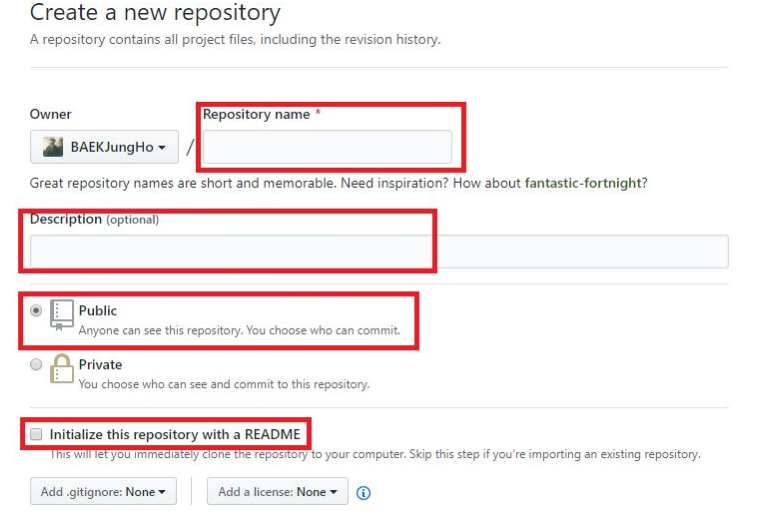 Create a new repository
A repository contains all project files, including the revision history.
Owner
Repository name *
BAEKJungHo
/
Great repository names are short and memorable. Need inspiration? How about fantastic-fortnight?
Description (optional)
Public
Anyone can see this repository. You choose who can commit.
Private
You choose who can see and commit to this repository.
Initialize this repository with a README
This will let you immediately clone the repository to your computer. Skip this step if you're importing an existing repository.
Add .gitignore: None
Add a license: None